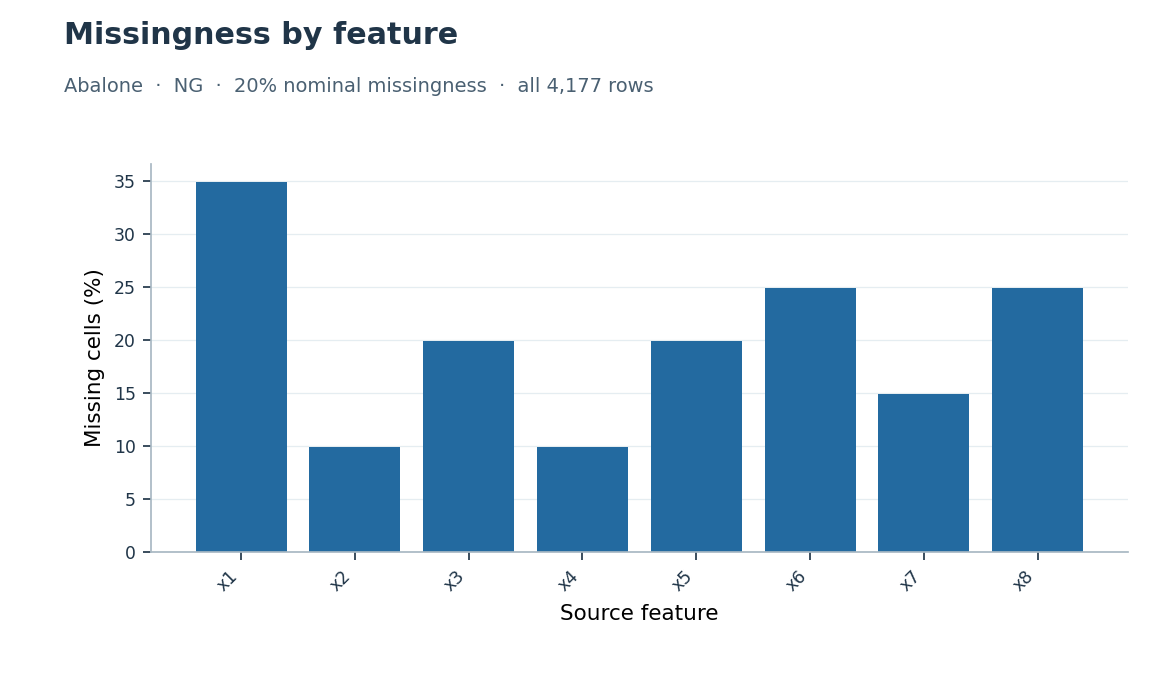 Missingness by feature
Abalone · NG · 20% nominal missingness · all 4,177 rows
Missing cells (%)
35
30
25
20
15
10
5
0
x1 x2 x3 x4 x5 x6 x7 x8
Source feature